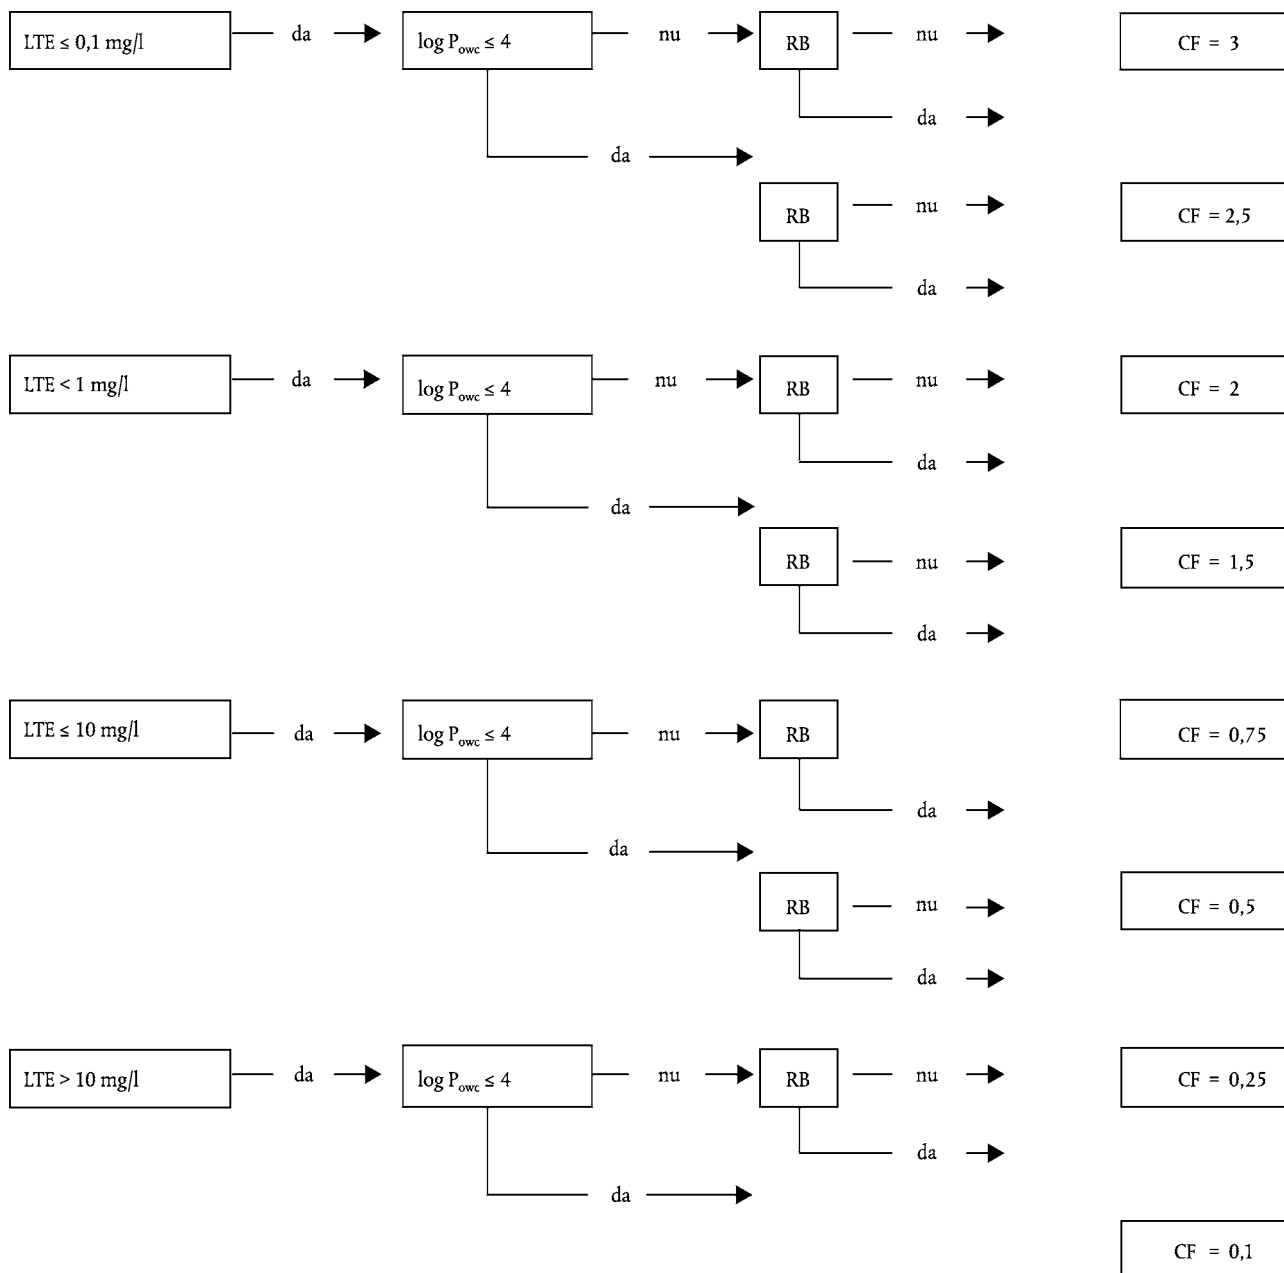 LTE ≤ 0,1 mg/l da log Powc ≤ 4 nu RB nu CF = 3
da
da
RB nu CF = 2,5
da
LTE < 1 mg/l da log Powc ≤ 4 nu RB nu CF = 2
da
da
RB nu CF = 1,5
da
LTE ≤ 10 mg/l da log Powc ≤ 4 nu RB CF = 0,75
da
da
RB nu CF = 0,5
da
LTE > 10 mg/l da log Powc ≤ 4 nu RB nu CF = 0,25
da
da
CF = 0,1